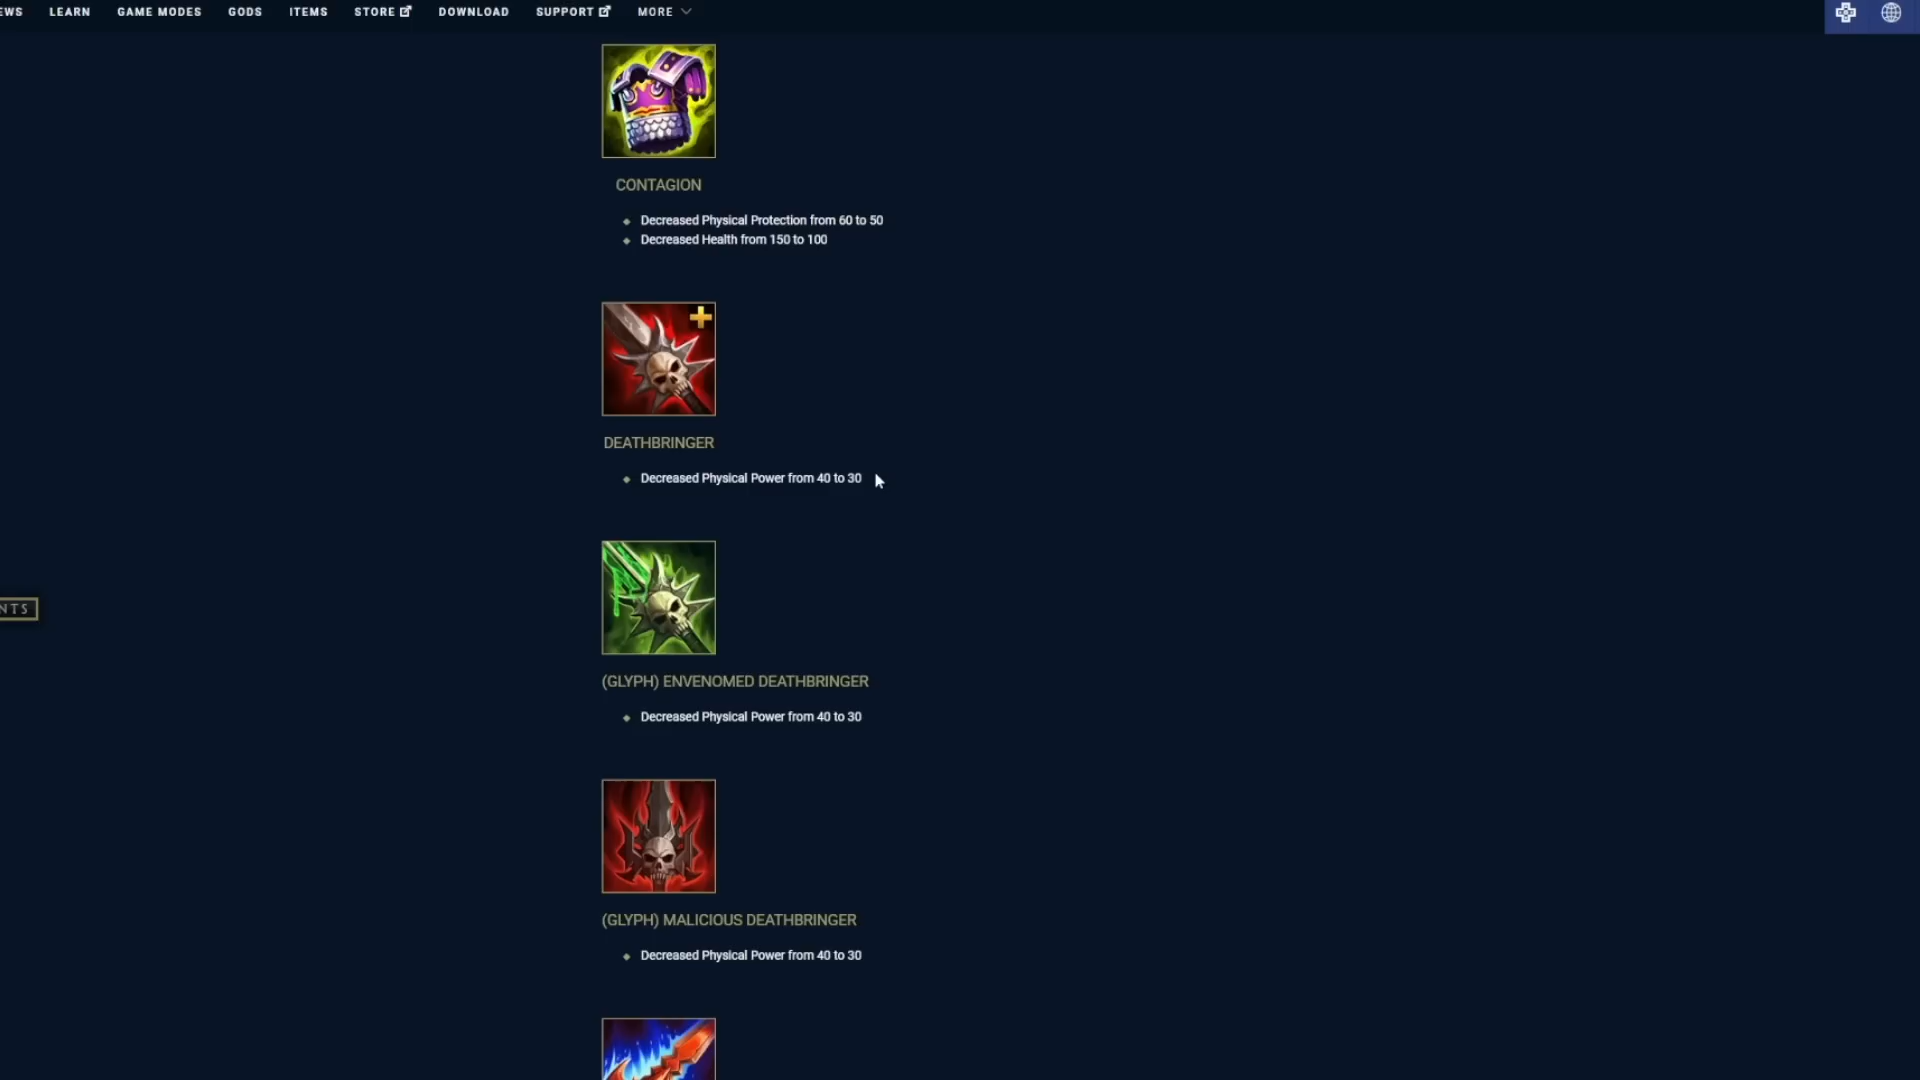 EWS LEARN GAME MODES GODS ITEMS STORE DOWNLOAD SUPPORT MORE
CONTAGION
Decreased Physical Protection from 60 to 50
Decreased Health from 150 to 100
DEATHBRINGER
Decreased Physical Power from 40 to 30
NTS
(GLYPH) ENVENOMED DEATHBRINGER
Decreased Physical Power from 40 to 30
(GLYPH) MALICIOUS DEATHBRINGER
Decreased Physical Power from 40 to 30